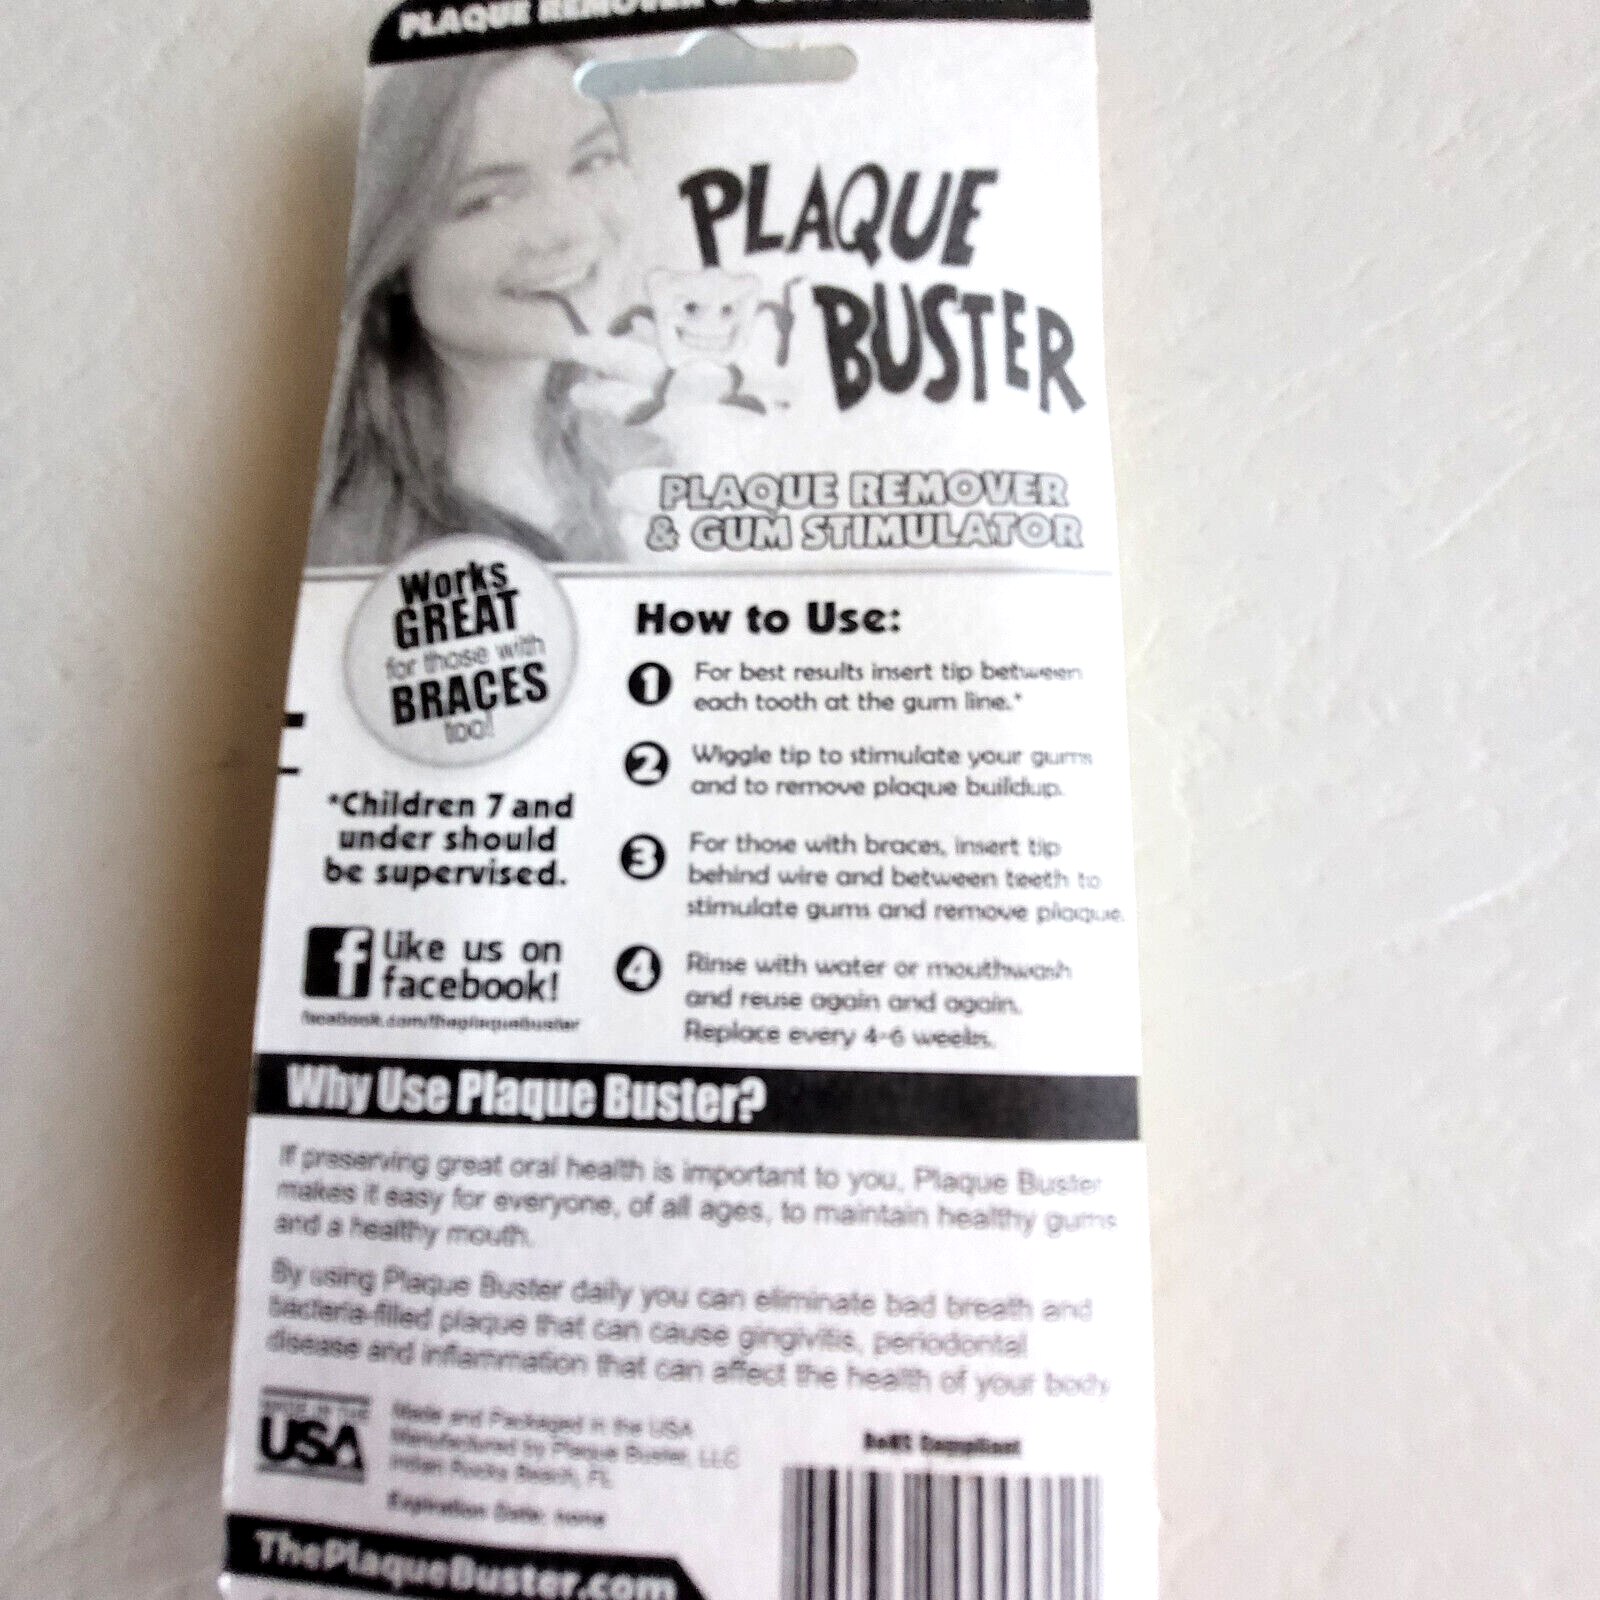 PLAQUE REMOVER &
PLAQUE
BUSTER
PLAQUE REMOVER
& GUM STIMULATOR
Works
GREAT
for those with
BRACES
too!
*Children 7 and
under should
be supervised.
f like us on
facebook!
facebook.com/theplaquebuster
How to Use:
1 For best results insert tip between
each tooth at the gum line.*
2 Wiggle tip to stimulate your gums
and to remove plaque buildup.
3 For those with braces, insert tip
behind wire and between teeth to
stimulate gums and remove plaque.
4 Rinse with water or mouthwash
and reuse again and again.
Replace every 4-6 weeks.
Why Use Plaque Buster?
If preserving great oral health is important to you, Plaque Buster
makes it easy for everyone, of all ages, to maintain healthy gums
and a healthy mouth.
By using Plaque Buster daily you can eliminate bad breath and
bacteria-filled plaque that can cause gingivitis, periodontal
disease and inflammation that can affect the health of your body
MADE IN THE
USA
Made and Packaged in the USA
Manufactured by Plaque Buster, LLC
Indian Rocks Beach, FL
Expiration Date: none
RoHS Compliant
ThePlaqueBuster.com